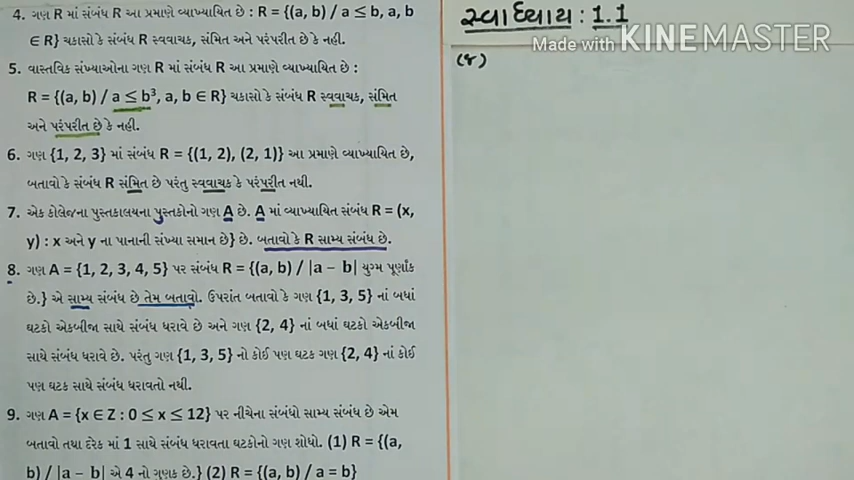 4. ગણ R માં સંબંધ R આ પ્રમાણે વ્યાખ્યાયિત છે : R = {(a, b) / a ≤ b, a, b
∈ R} ચકાસો કે સંબંધ R સ્વવાચક, સંમિત અને પરંપરીત છે કે નહી.
5. વાસ્તવિક સંખ્યાઓના ગણ R માં સંબંધ R આ પ્રમાણે વ્યાખ્યાયિત છે :
R = {(a, b) / a ≤ b³, a, b ∈ R} ચકાસો કે સંબંધ R સ્વવાચક, સંમિત
અને પરંપરીત છે કે નહી.
6. ગણ {1, 2, 3} માં સંબંધ R = {(1, 2), (2, 1)} આ પ્રમાણે વ્યાખ્યાયિત છે,
બતાવો કે સંબંધ R સંમિત છે પરંતુ સ્વવાચક કે પરંપરીત નથી.
7. એક કોલેજના પુસ્તકાલયના પુસ્તકોનો ગણ A છે. A માં વ્યાખ્યાયિત સંબંધ R = (x,
y) : x અને y ના પાનાની સંખ્યા સમાન છે} છે. બતાવો કે R સામ્ય સંબંધ છે.
8. ગણ A = {1, 2, 3, 4, 5} પર સંબંધ R = {(a, b) / |a – b| યુગ્મ પૂર્ણાંક
છે.} એ સામ્ય સંબંધ છે તેમ બતાવો. ઉપરાંત બતાવો કે ગણ {1, 3, 5} નાં બધાં
ઘટકો એકબીજા સાથે સંબંધ ધરાવે છે અને ગણ {2, 4} નાં બધાં ઘટકો એકબીજા
સાથે સંબંધ ધરાવે છે. પરંતુ ગણ {1, 3, 5} નો કોઈ પણ ઘટક ગણ {2, 4} નાં કોઈ
પણ ઘટક સાથે સંબંધ ધરાવતો નથી.
9. ગણ A = {x ∈ Z : 0 ≤ x ≤ 12} પર નીચેના સંબંધો સામ્ય સંબંધ છે એમ
બતાવો તથા દરેક માં 1 સાથે સંબંધ ધરાવતા ઘટકોનો ગણ શોધો. (1) R = {(a,
b) / |a – b| એ 4 નો ગુણક છે.} (2) R = {(a, b) / a = b}
સ્વાધ્યાય : 1.1
Made with KINEMASTER
(૪)